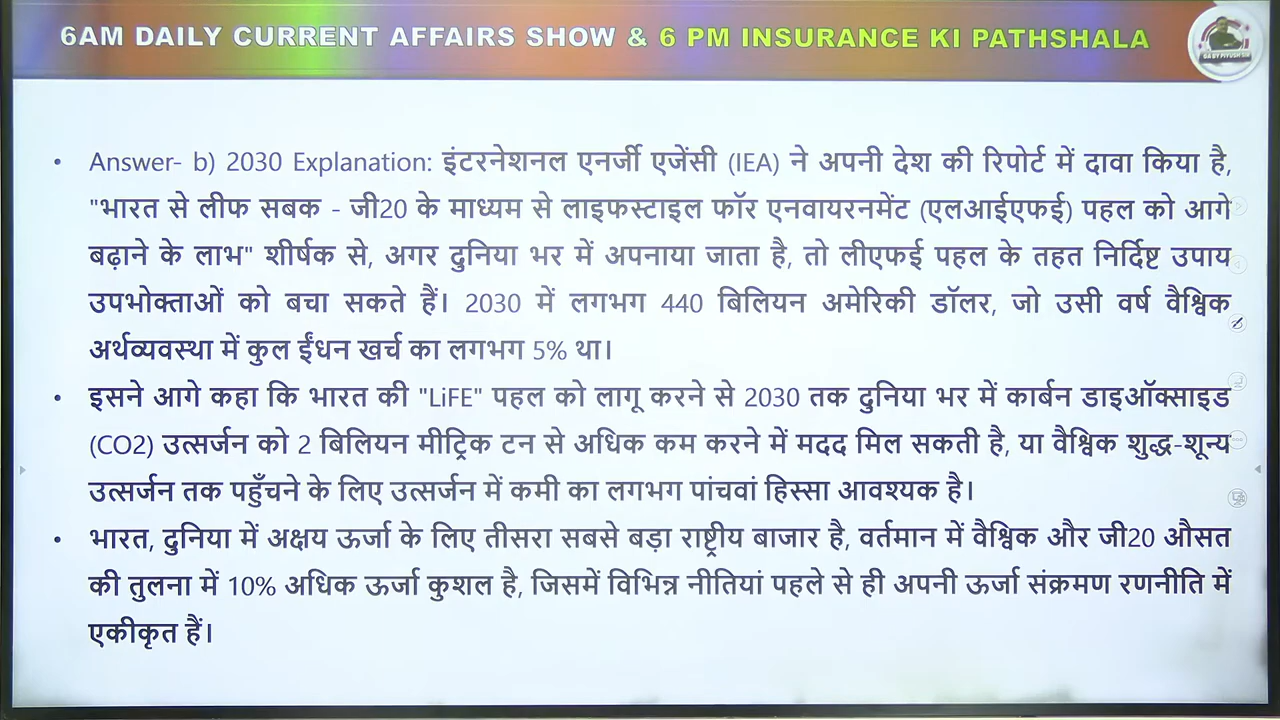 6AM DAILY CURRENT AFFAIRS SHOW & 6 PM INSURANCE KI PATHSHALA
GA BY PIYUSH SIR
• Answer- b) 2030 Explanation: इंटरनेशनल एनर्जी एजेंसी (IEA) ने अपनी देश की रिपोर्ट में दावा किया है,
"भारत से लीफ सबक - जी20 के माध्यम से लाइफस्टाइल फॉर एनवायरनमेंट (एलआईएफई) पहल को आगे
बढ़ाने के लाभ" शीर्षक से, अगर दुनिया भर में अपनाया जाता है, तो लीएफई पहल के तहत निर्दिष्ट उपाय
उपभोक्ताओं को बचा सकते हैं। 2030 में लगभग 440 बिलियन अमेरिकी डॉलर, जो उसी वर्ष वैश्विक
अर्थव्यवस्था में कुल ईंधन खर्च का लगभग 5% था।
• इसने आगे कहा कि भारत की "LiFE" पहल को लागू करने से 2030 तक दुनिया भर में कार्बन डाइऑक्साइड
(CO2) उत्सर्जन को 2 बिलियन मीट्रिक टन से अधिक कम करने में मदद मिल सकती है, या वैश्विक शुद्ध-शून्य
उत्सर्जन तक पहुँचने के लिए उत्सर्जन में कमी का लगभग पांचवां हिस्सा आवश्यक है।
• भारत, दुनिया में अक्षय ऊर्जा के लिए तीसरा सबसे बड़ा राष्ट्रीय बाजार है, वर्तमान में वैश्विक और जी20 औसत
की तुलना में 10% अधिक ऊर्जा कुशल है, जिसमें विभिन्न नीतियां पहले से ही अपनी ऊर्जा संक्रमण रणनीति में
एकीकृत हैं।